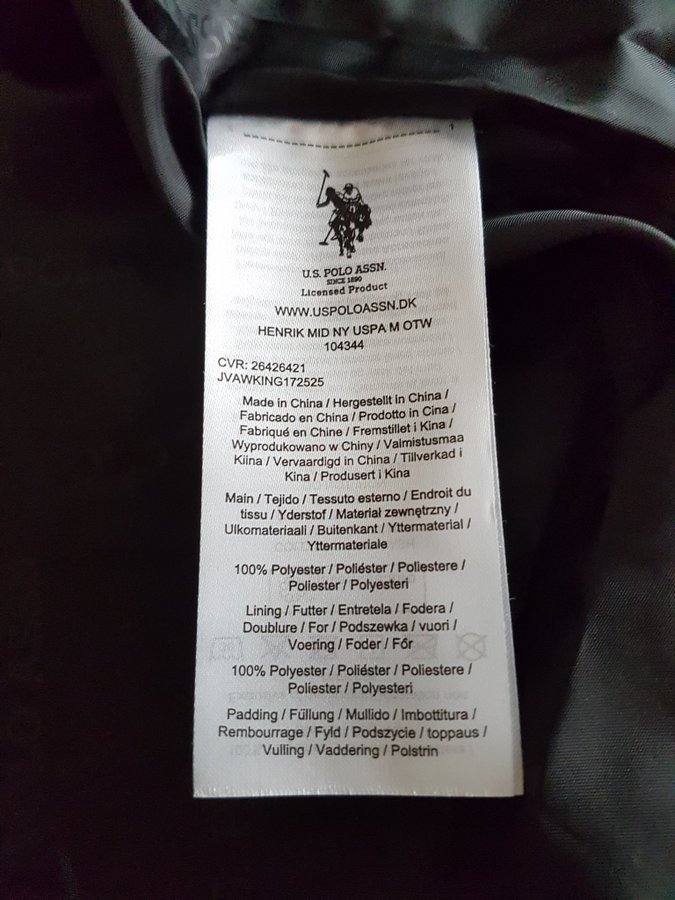 U.S. POLO ASSN.
SINCE 1890
Licensed Product
WWW.USPOLOASSN.DK
HENRIK MID NY USPA M OTW
104344
CVR: 26426421
JVAWKING172525
Made in China / Hergestellt in China /
Fabricado en China / Prodotto in Cina /
Fabriqué en Chine / Fremstillet i Kina /
Wyprodukowano w Chiny / Valmistusmaa
Kiina / Vervaardigd in China / Tillverkad i
Kina / Produsert i Kina
Main / Tejido / Tessuto esterno / Endroit du
tissu / Yderstof / Materiał zewnętrzny /
Ulkomateriaali / Buitenkant / Yttermaterial /
Yttermateriale
100% Polyester / Poliéster / Poliestere /
Poliester / Polyesteri
Lining / Futter / Entretela / Fodera /
Doublure / For / Podszewka / vuori /
Voering / Foder / Fôr
100% Polyester / Poliéster / Poliestere /
Poliester / Polyesteri
Padding / Füllung / Mullido / Imbottitura /
Rembourrage / Fyld / Podszycie / toppaus /
Vulling / Vaddering / Polstrin